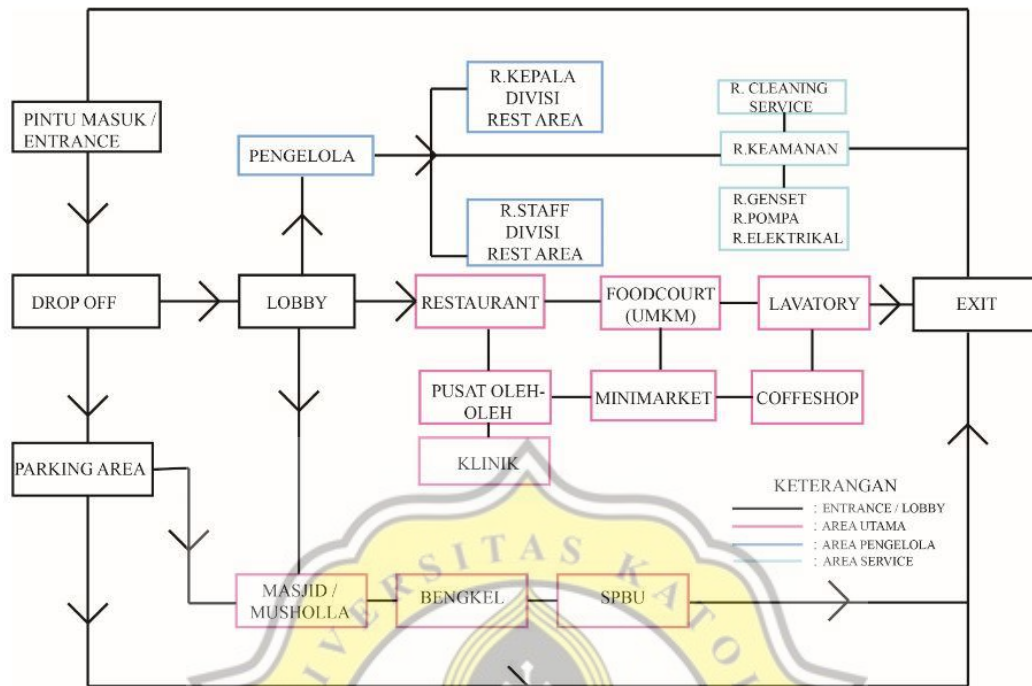 PINTU MASUK /
ENTRANCE
PENGELOLA
R.KEPALA
DIVISI
REST AREA
R. CLEANING
SERVICE
R.KEAMANAN
R.STAFF
DIVISI
REST AREA
R.GENSET
R.POMPA
R.ELEKTRIKAL
DROP OFF
LOBBY
RESTAURANT
FOODCOURT
(UMKM)
LAVATORY
EXIT
PUSAT OLEH-
OLEH
MINIMARKET
COFFESHOP
PARKING AREA
KLINIK
KETERANGAN
: ENTRANCE / LOBBY
: AREA UTAMA
: AREA PENGELOLA
: AREA SERVICE
MASJID /
MUSHOLLA
BENGKEL
SPBU
IVERSITAS KATO